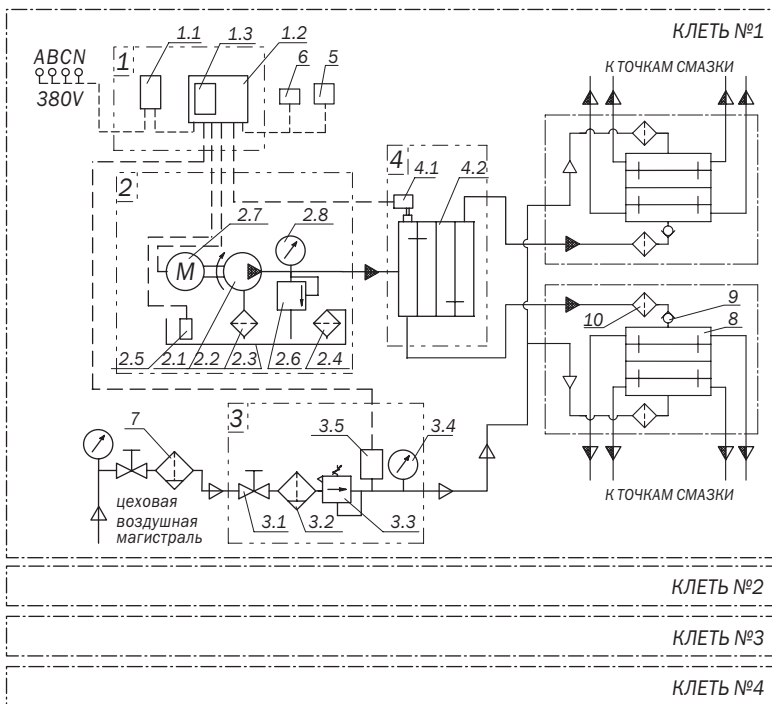 КЛЕТЬ №1
1.1
1.3
1.2
6
5
ABCN
1
К ТОЧКАМ СМАЗКИ
380V
4
4.1
4.2
2
2.7
2.8
M
10
9
8
2.5
2.1
2.2
2.3
2.6
2.4
7
3
3.5
3.4
цеховая
воздушная
магистраль
3.1
3.2
3.3
К ТОЧКАМ СМАЗКИ
КЛЕТЬ №2
КЛЕТЬ №3
КЛЕТЬ №4